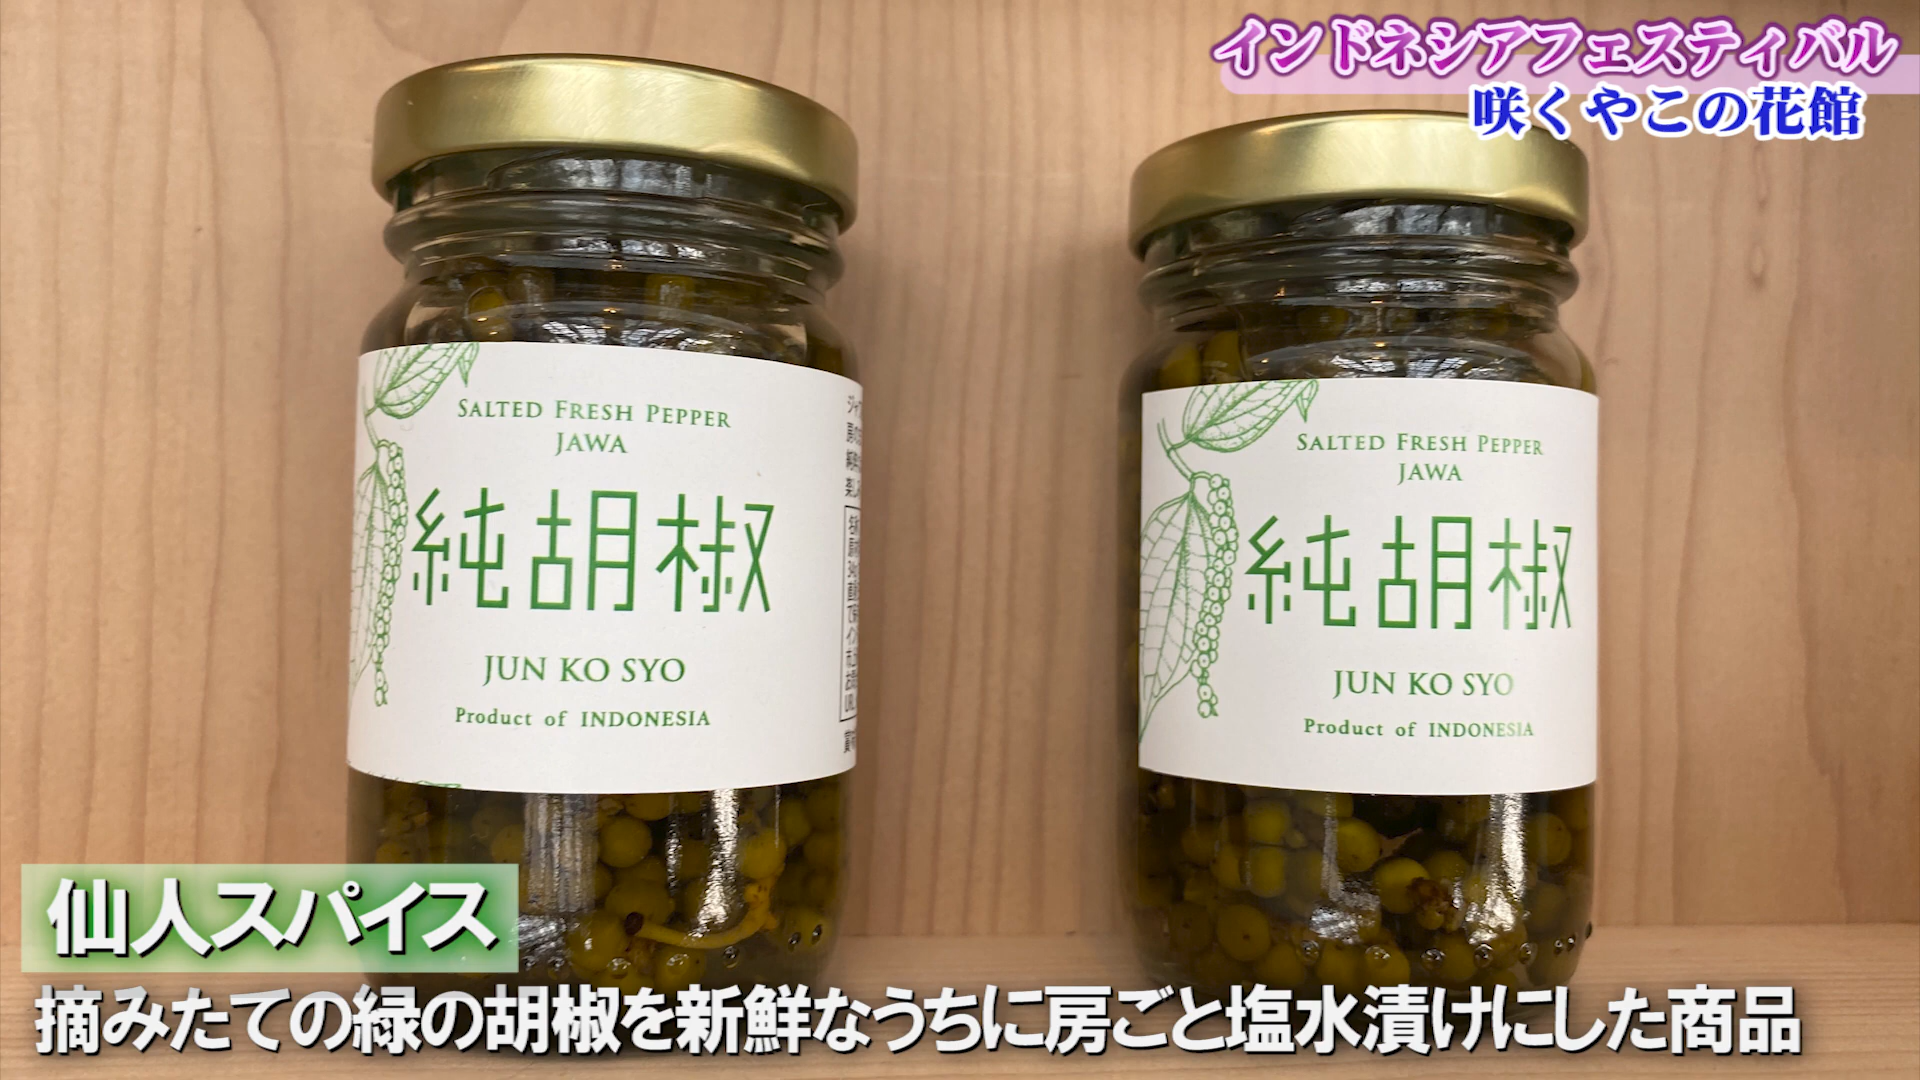 インドネシアフェスティバル
咲くやこの花館
SALTED FRESH PEPPER
JAWA
純胡椒
JUN KO SYO
Product of INDONESIA
SALTED FRESH PEPPER
JAWA
純胡椒
JUN KO SYO
Product of INDONESIA
仙人スパイス
摘みたての緑の胡椒を新鮮なうちに房ごと塩水漬けにした商品